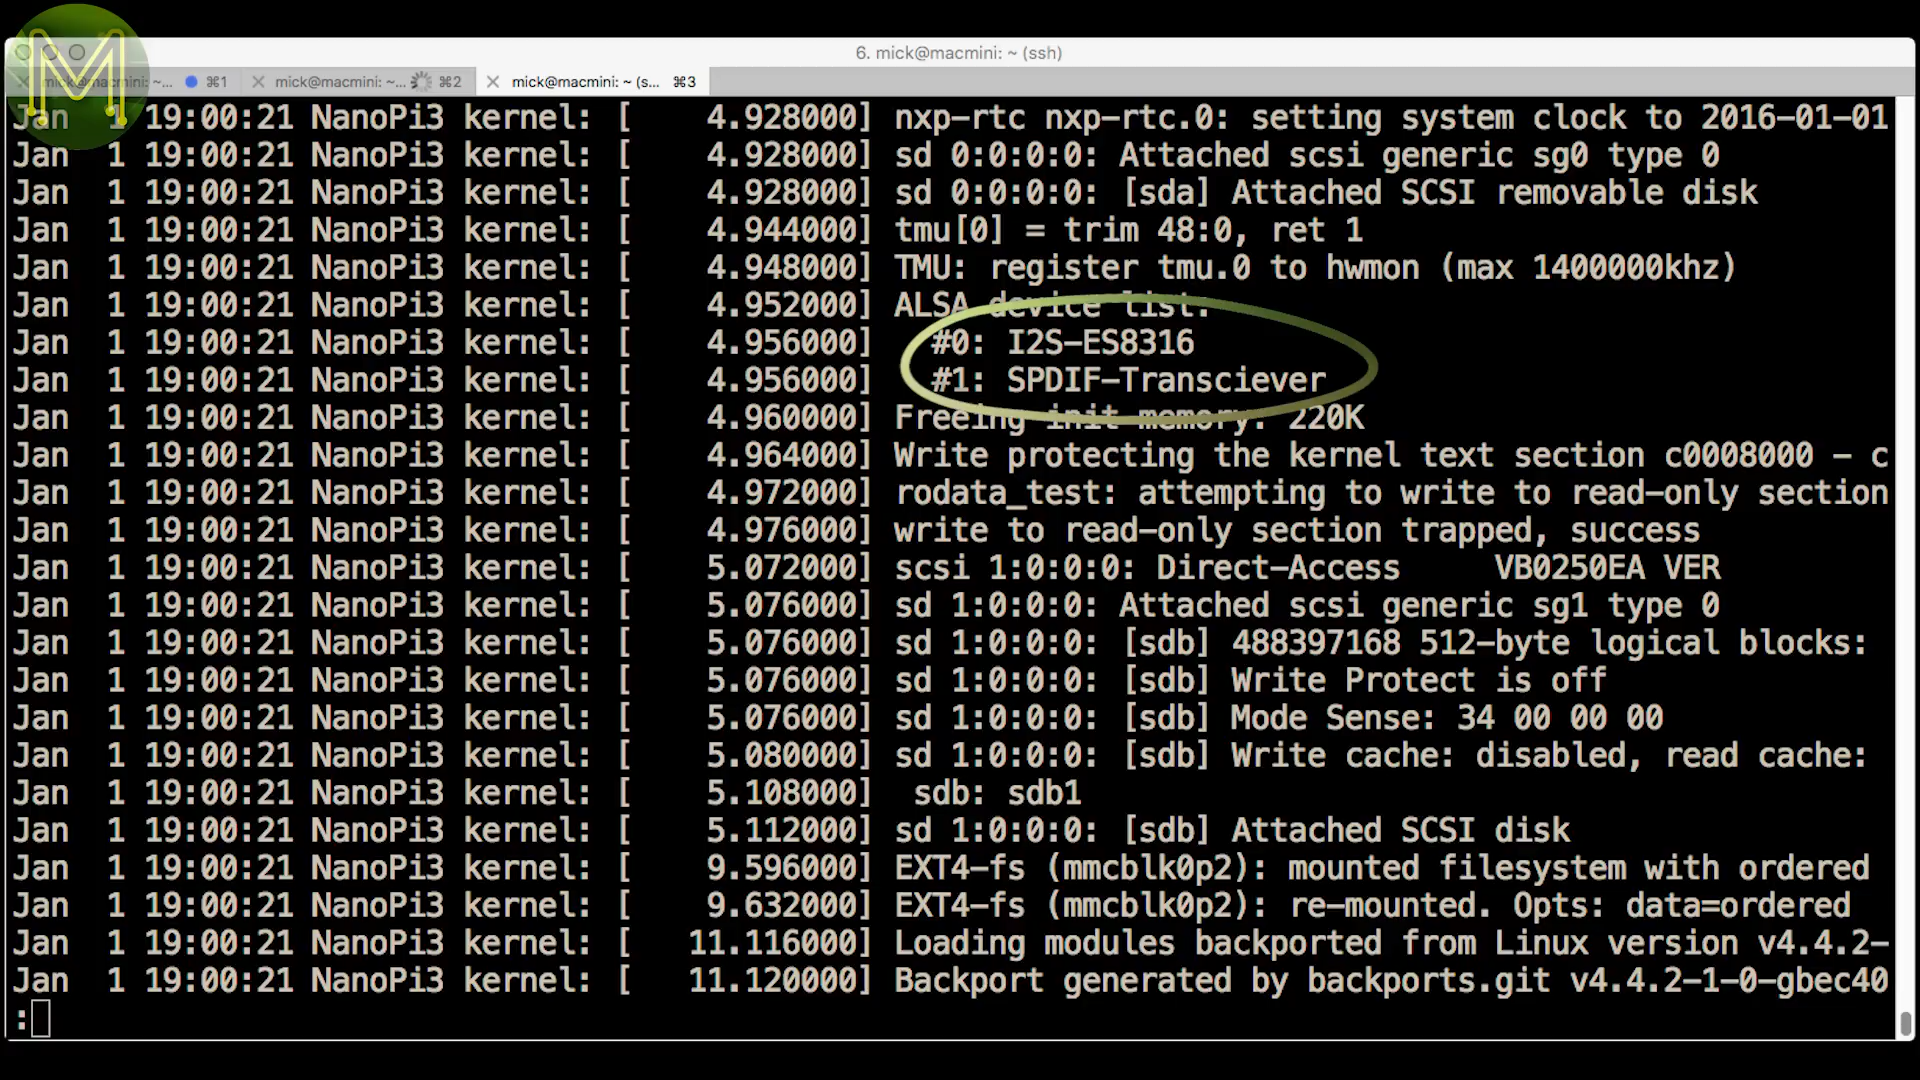 M
6. mick@macmini: ~ (ssh)
mick@macmini: ~... ⌘1
mick@macmini: ~... ⌘2
mick@macmini: ~ (s... ⌘3
Jan  1 19:00:21 NanoPi3 kernel: [    4.928000] nxp-rtc nxp-rtc.0: setting system clock to 2016-01-01
Jan  1 19:00:21 NanoPi3 kernel: [    4.928000] sd 0:0:0:0: Attached scsi generic sg0 type 0
Jan  1 19:00:21 NanoPi3 kernel: [    4.928000] sd 0:0:0:0: [sda] Attached SCSI removable disk
Jan  1 19:00:21 NanoPi3 kernel: [    4.944000] tmu[0] = trim 48:0, ret 1
Jan  1 19:00:21 NanoPi3 kernel: [    4.948000] TMU: register tmu.0 to hwmon (max 1400000khz)
Jan  1 19:00:21 NanoPi3 kernel: [    4.952000] ALSA device list:
Jan  1 19:00:21 NanoPi3 kernel: [    4.956000]   #0: I2S-ES8316
Jan  1 19:00:21 NanoPi3 kernel: [    4.956000]   #1: SPDIF-Transciever
Jan  1 19:00:21 NanoPi3 kernel: [    4.960000] Freeing init memory: 220K
Jan  1 19:00:21 NanoPi3 kernel: [    4.964000] Write protecting the kernel text section c0008000 - c
Jan  1 19:00:21 NanoPi3 kernel: [    4.972000] rodata_test: attempting to write to read-only section
Jan  1 19:00:21 NanoPi3 kernel: [    4.976000] write to read-only section trapped, success
Jan  1 19:00:21 NanoPi3 kernel: [    5.072000] scsi 1:0:0:0: Direct-Access     VB0250EA VER
Jan  1 19:00:21 NanoPi3 kernel: [    5.076000] sd 1:0:0:0: Attached scsi generic sg1 type 0
Jan  1 19:00:21 NanoPi3 kernel: [    5.076000] sd 1:0:0:0: [sdb] 488397168 512-byte logical blocks:
Jan  1 19:00:21 NanoPi3 kernel: [    5.076000] sd 1:0:0:0: [sdb] Write Protect is off
Jan  1 19:00:21 NanoPi3 kernel: [    5.076000] sd 1:0:0:0: [sdb] Mode Sense: 34 00 00 00
Jan  1 19:00:21 NanoPi3 kernel: [    5.080000] sd 1:0:0:0: [sdb] Write cache: disabled, read cache:
Jan  1 19:00:21 NanoPi3 kernel: [    5.108000]  sdb: sdb1
Jan  1 19:00:21 NanoPi3 kernel: [    5.112000] sd 1:0:0:0: [sdb] Attached SCSI disk
Jan  1 19:00:21 NanoPi3 kernel: [    9.596000] EXT4-fs (mmcblk0p2): mounted filesystem with ordered
Jan  1 19:00:21 NanoPi3 kernel: [    9.632000] EXT4-fs (mmcblk0p2): re-mounted. Opts: data=ordered
Jan  1 19:00:21 NanoPi3 kernel: [   11.116000] Loading modules backported from Linux version v4.4.2-
Jan  1 19:00:21 NanoPi3 kernel: [   11.120000] Backport generated by backports.git v4.4.2-1-0-gbec40
: